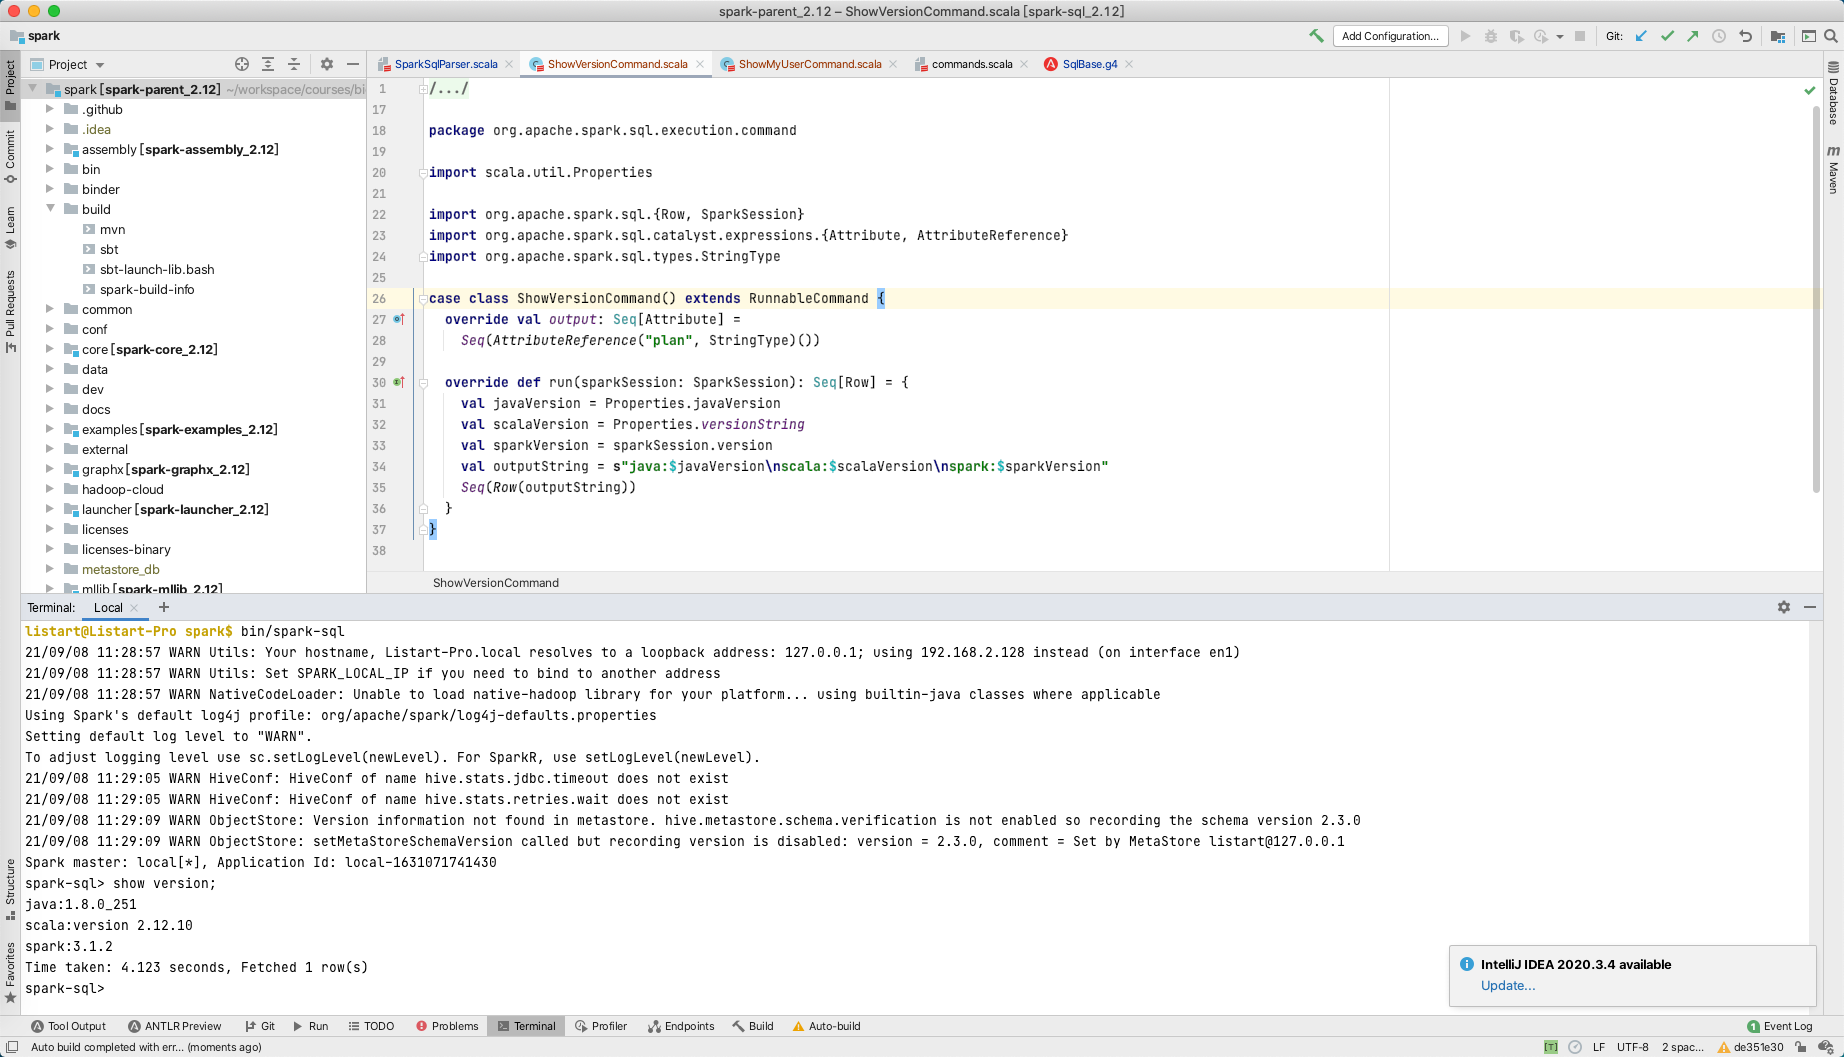 spark-parent_2.12 – ShowVersionCommand.scala [spark-sql_2.12]
spark
Add Configuration...
Git:
Project
SparkSqlParser.scala
ShowVersionCommand.scala
ShowMyUserCommand.scala
commands.scala
SqlBase.g4
Project
Commit
Learn
Pull Requests
Structure
Favorites
Database
m
Maven
spark [spark-parent_2.12] ~/workspace/courses/bi
.github
.idea
assembly [spark-assembly_2.12]
bin
binder
build
mvn
sbt
sbt-launch-lib.bash
spark-build-info
common
conf
core [spark-core_2.12]
data
dev
docs
examples [spark-examples_2.12]
external
graphx [spark-graphx_2.12]
hadoop-cloud
launcher [spark-launcher_2.12]
licenses
licenses-binary
metastore_db
mllib [spark-mllib_2.12]
1 /.../
17
18 package org.apache.spark.sql.execution.command
19
20 import scala.util.Properties
21
22 import org.apache.spark.sql.{Row, SparkSession}
23 import org.apache.spark.sql.catalyst.expressions.{Attribute, AttributeReference}
24 import org.apache.spark.sql.types.StringType
25
26 case class ShowVersionCommand() extends RunnableCommand {
27 override val output: Seq[Attribute] =
28 Seq(AttributeReference("plan", StringType)())
29
30 override def run(sparkSession: SparkSession): Seq[Row] = {
31 val javaVersion = Properties.javaVersion
32 val scalaVersion = Properties.versionString
33 val sparkVersion = sparkSession.version
34 val outputString = s"java:$javaVersion\nscala:$scalaVersion\nspark:$sparkVersion"
35 Seq(Row(outputString))
36 }
37 }
38
ShowVersionCommand
Terminal: Local +
listart@Listart-Pro spark$ bin/spark-sql
21/09/08 11:28:57 WARN Utils: Your hostname, Listart-Pro.local resolves to a loopback address: 127.0.0.1; using 192.168.2.128 instead (on interface en1)
21/09/08 11:28:57 WARN Utils: Set SPARK_LOCAL_IP if you need to bind to another address
21/09/08 11:28:57 WARN NativeCodeLoader: Unable to load native-hadoop library for your platform... using builtin-java classes where applicable
Using Spark's default log4j profile: org/apache/spark/log4j-defaults.properties
Setting default log level to "WARN".
To adjust logging level use sc.setLogLevel(newLevel). For SparkR, use setLogLevel(newLevel).
21/09/08 11:29:05 WARN HiveConf: HiveConf of name hive.stats.jdbc.timeout does not exist
21/09/08 11:29:05 WARN HiveConf: HiveConf of name hive.stats.retries.wait does not exist
21/09/08 11:29:09 WARN ObjectStore: Version information not found in metastore. hive.metastore.schema.verification is not enabled so recording the schema version 2.3.0
21/09/08 11:29:09 WARN ObjectStore: setMetaStoreSchemaVersion called but recording version is disabled: version = 2.3.0, comment = Set by MetaStore listart@127.0.0.1
Spark master: local[*], Application Id: local-1631071741430
spark-sql> show version;
java:1.8.0_251
scala:version 2.12.10
spark:3.1.2
Time taken: 4.123 seconds, Fetched 1 row(s)
spark-sql>
IntelliJ IDEA 2020.3.4 available
Update...
Tool Output
ANTLR Preview
Git
Run
TODO
Problems
Terminal
Profiler
Endpoints
Build
Auto-build
1 Event Log
Auto build completed with err... (moments ago)
[T]
LF
UTF-8
2 spac...
de351e30